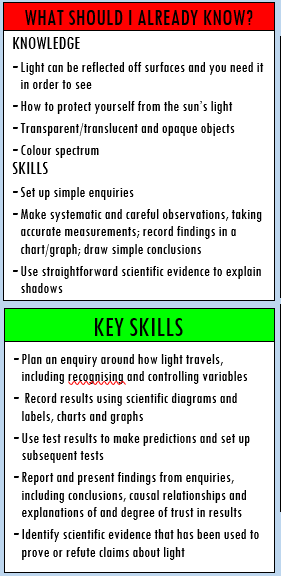 WHAT SHOULD I ALREADY KNOW?
KNOWLEDGE
- Light can be reflected off surfaces and you need it
in order to see
- How to protect yourself from the sun's light
- Transparent/translucent and opaque objects
- Colour spectrum
SKILLS
- Set up simple enquiries
- Make systematic and careful observations, taking
accurate measurements; record findings in a
chart/graph; draw simple conclusions
- Use straightforward scientific evidence to explain
shadows
KEY SKILLS
- Plan an enquiry around how light travels,
including recognising and controlling variables
- Record results using scientific diagrams and
labels, charts and graphs
- Use test results to make predictions and set up
subsequent tests
- Report and present findings from enquiries,
including conclusions, causal relationships and
explanations of and degree of trust in results
- Identify scientific evidence that has been used to
prove or refute claims about light